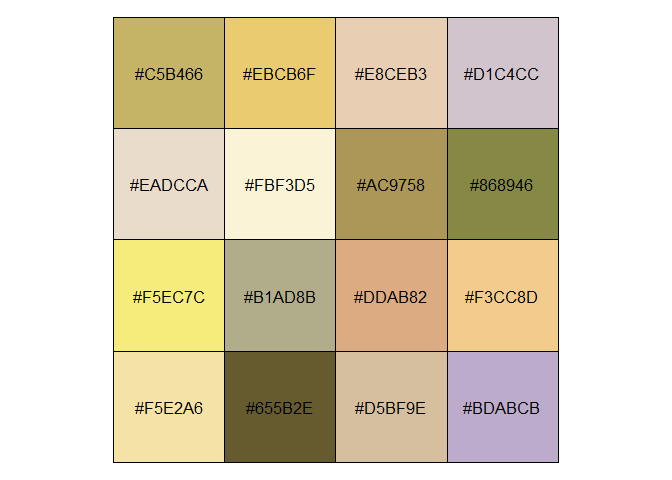 #C5B466 #EBCB6F #E8CEB3 #D1C4CC
#EADCCA #FBF3D5 #AC9758 #868946
#F5EC7C #B1AD8B #DDAB82 #F3CC8D
#F5E2A6 #655B2E #D5BF9E #BDABCB